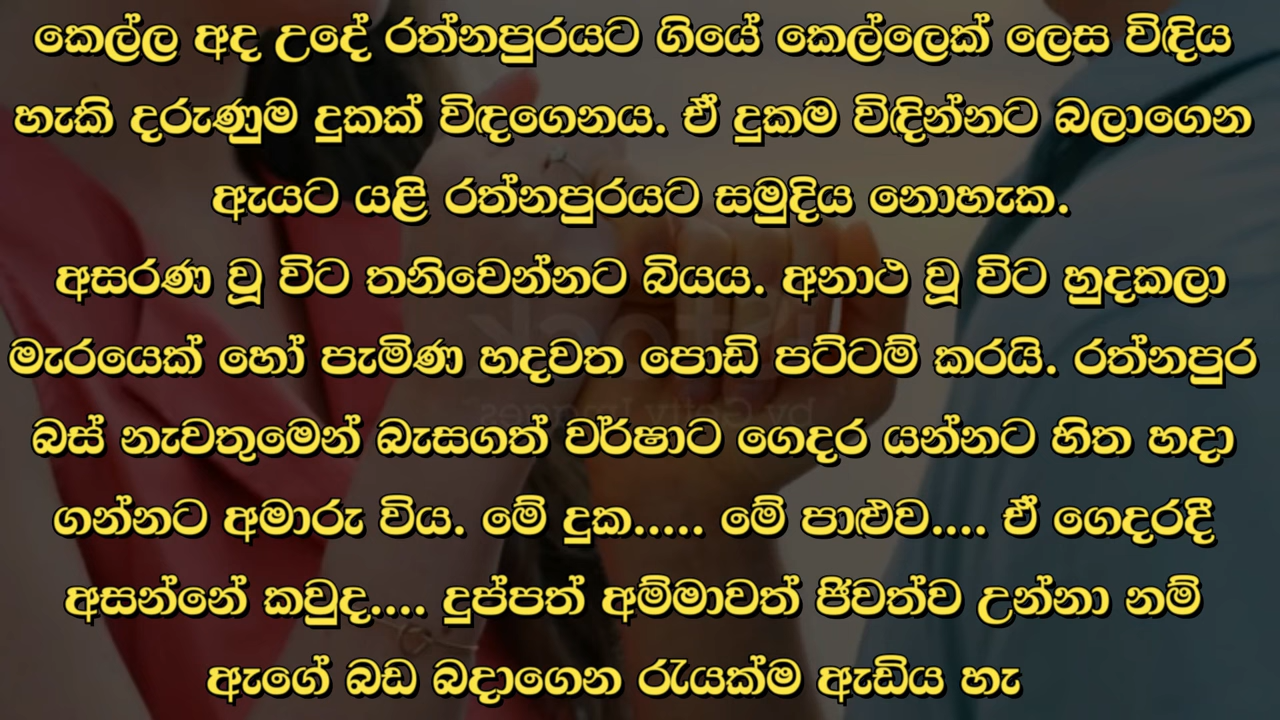 කෙල්ල අද උදේ රත්නපුරයට ගියේ කෙල්ලෙක් ලෙස විඳිය
හැකි දරුණුම දුකක් විඳගෙනය. ඒ දුකම විඳින්නට බලාගෙන
ඇයට යළි රත්නපුරයට සමුදිය නොහැක.
අසරණ වූ විට තනිවෙන්නට බියය. අනාථ වූ විට හුදකලා
මැරයෙක් හෝ පැමිණ හදවත පොඩි පට්ටම් කරයි. රත්නපුර
බස් නැවතුමෙන් බැසගත් වර්ෂාට ගෙදර යන්නට හිත හදා
ගන්නට අමාරු විය. මේ දුක..... මේ පාළුව.... ඒ ගෙදරදී
අසන්නේ කවුද.... දුප්පත් අම්මාවත් ජිවත්ව උන්නා නම්
ඇගේ බඩ බදාගෙන රැයක්ම ඇඩිය හැ